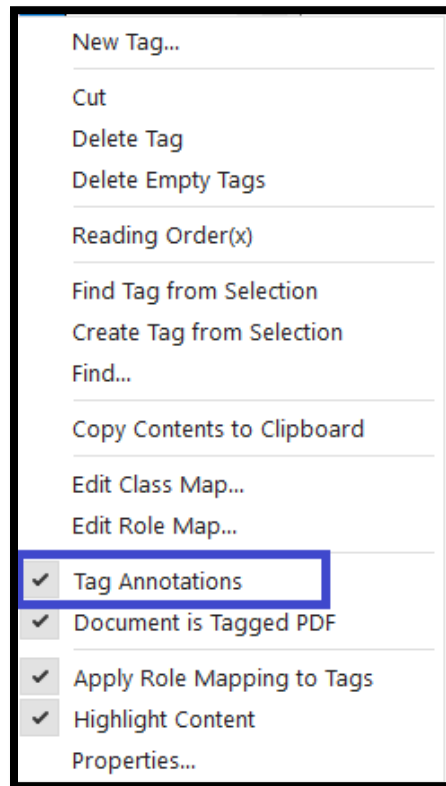 New Tag...
Cut
Delete Tag
Delete Empty Tags
Reading Order(x)
Find Tag from Selection
Create Tag from Selection
Find...
Copy Contents to Clipboard
Edit Class Map...
Edit Role Map...
Tag Annotations
Document is Tagged PDF
Apply Role Mapping to Tags
Highlight Content
Properties...